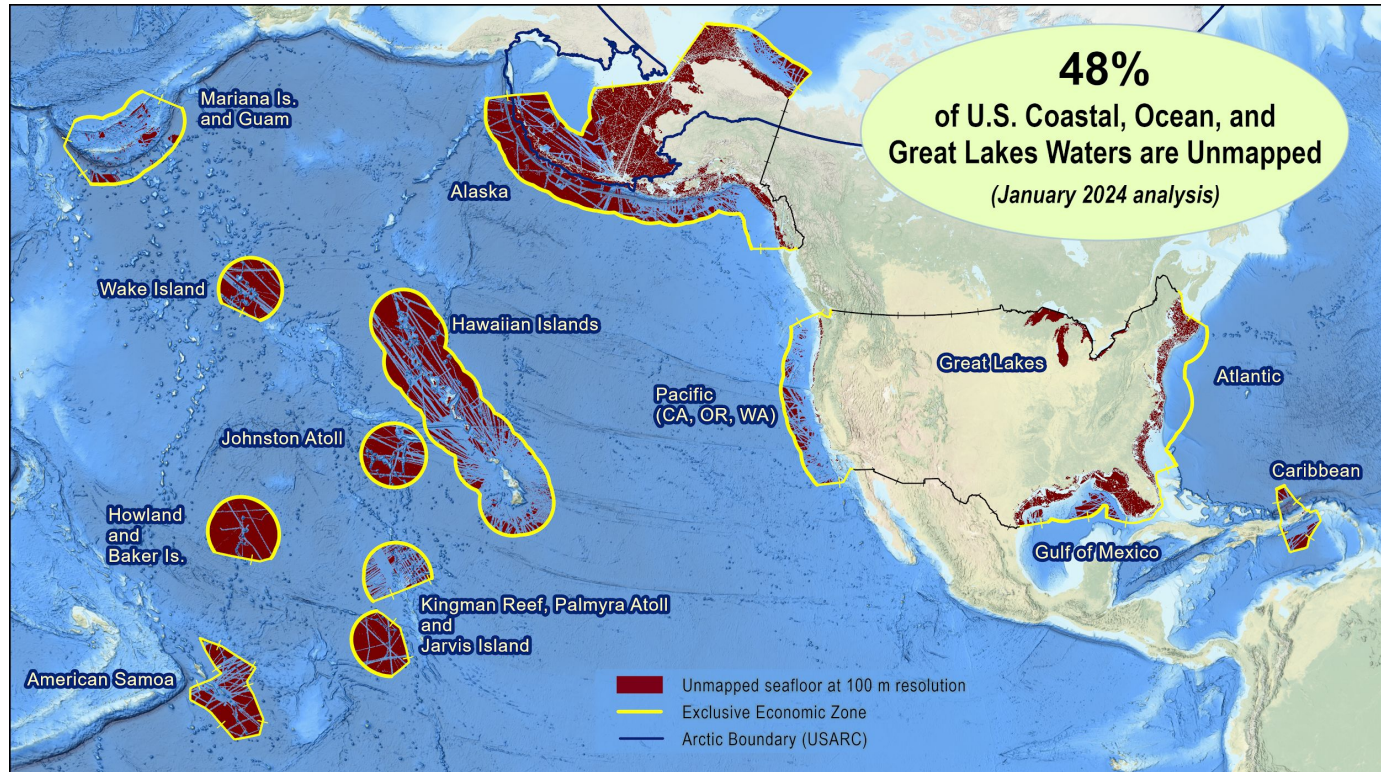 48%
of U.S. Coastal, Ocean, and
Great Lakes Waters are Unmapped
(January 2024 analysis)
Mariana Is.
and Guam
Alaska
Wake Island
Hawaiian Islands
Great Lakes
Atlantic
Pacific
(CA, OR, WA)
Johnston Atoll
Caribbean
Howland
and
Baker Is.
Gulf of Mexico
Kingman Reef, Palmyra Atoll
and
Jarvis Island
American Samoa
Unmapped seafloor at 100 m resolution
Exclusive Economic Zone
Arctic Boundary (USARC)